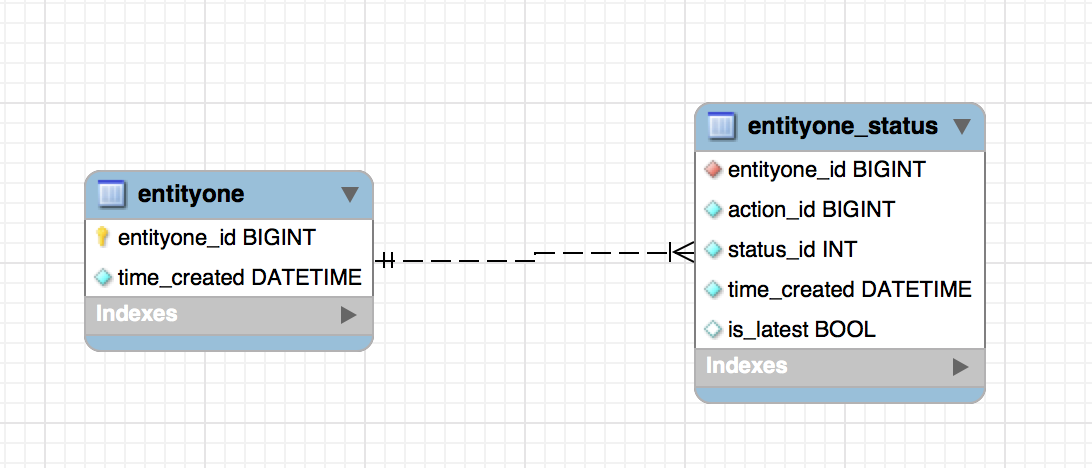 entityone
entityone_id BIGINT
time_created DATETIME
Indexes
entityone_status
entityone_id BIGINT
action_id BIGINT
status_id INT
time_created DATETIME
is_latest BOOL
Indexes